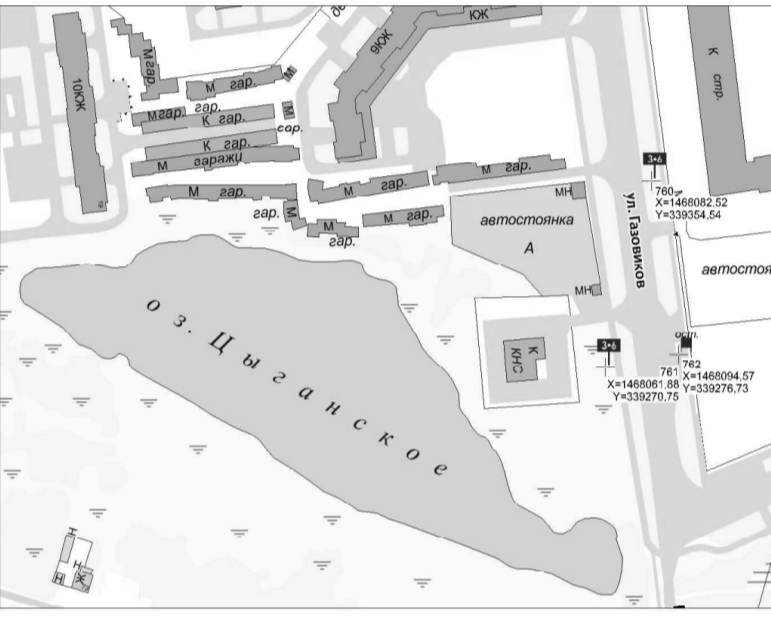 10КЖ
М гар.
М гар.
М
9КЖ
КЖ
К стр.
М гар.
гар.
М
К гар.
гар.
К гар.
М гаражи
М гар.
М гар.
М гар.
гар.
М
гар.
М гар.
МН
автостоянка
А
МН
3•6
760
X=1468082,52
Y=339354,54
ул. Газовиков
автостоя
оз. Цыганское
К
КНС
3•6
761
X=1468061,88
Y=339270,75
ост.
762
X=1468094,57
Y=339276,73
Н
Н
Н
Ж